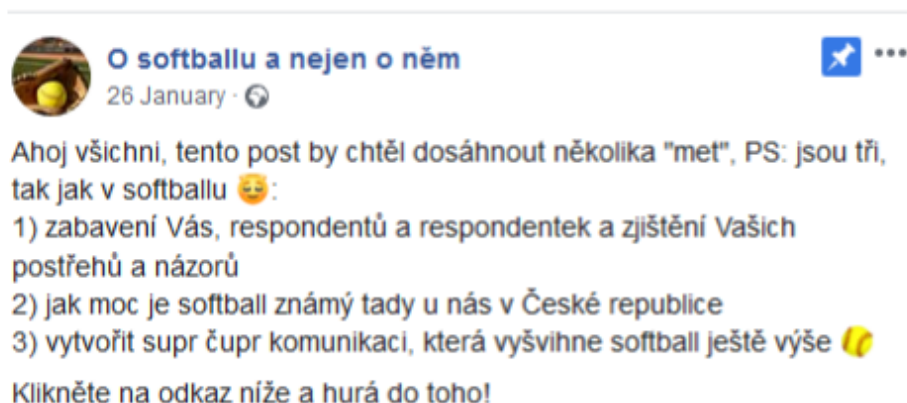 O softballu a nejen o něm
26 January ·
Ahoj všichni, tento post by chtěl dosáhnout několika "met", PS: jsou tři,
tak jak v softballu 😇:
1) zabavení Vás, respondentů a respondentek a zjištění Vašich
postřehů a názorů
2) jak moc je softball známý tady u nás v České republice
3) vytvořit supr čupr komunikaci, která vyšvihne softball ještě výše 🥎
Klikněte na odkaz níže a hurá do toho!